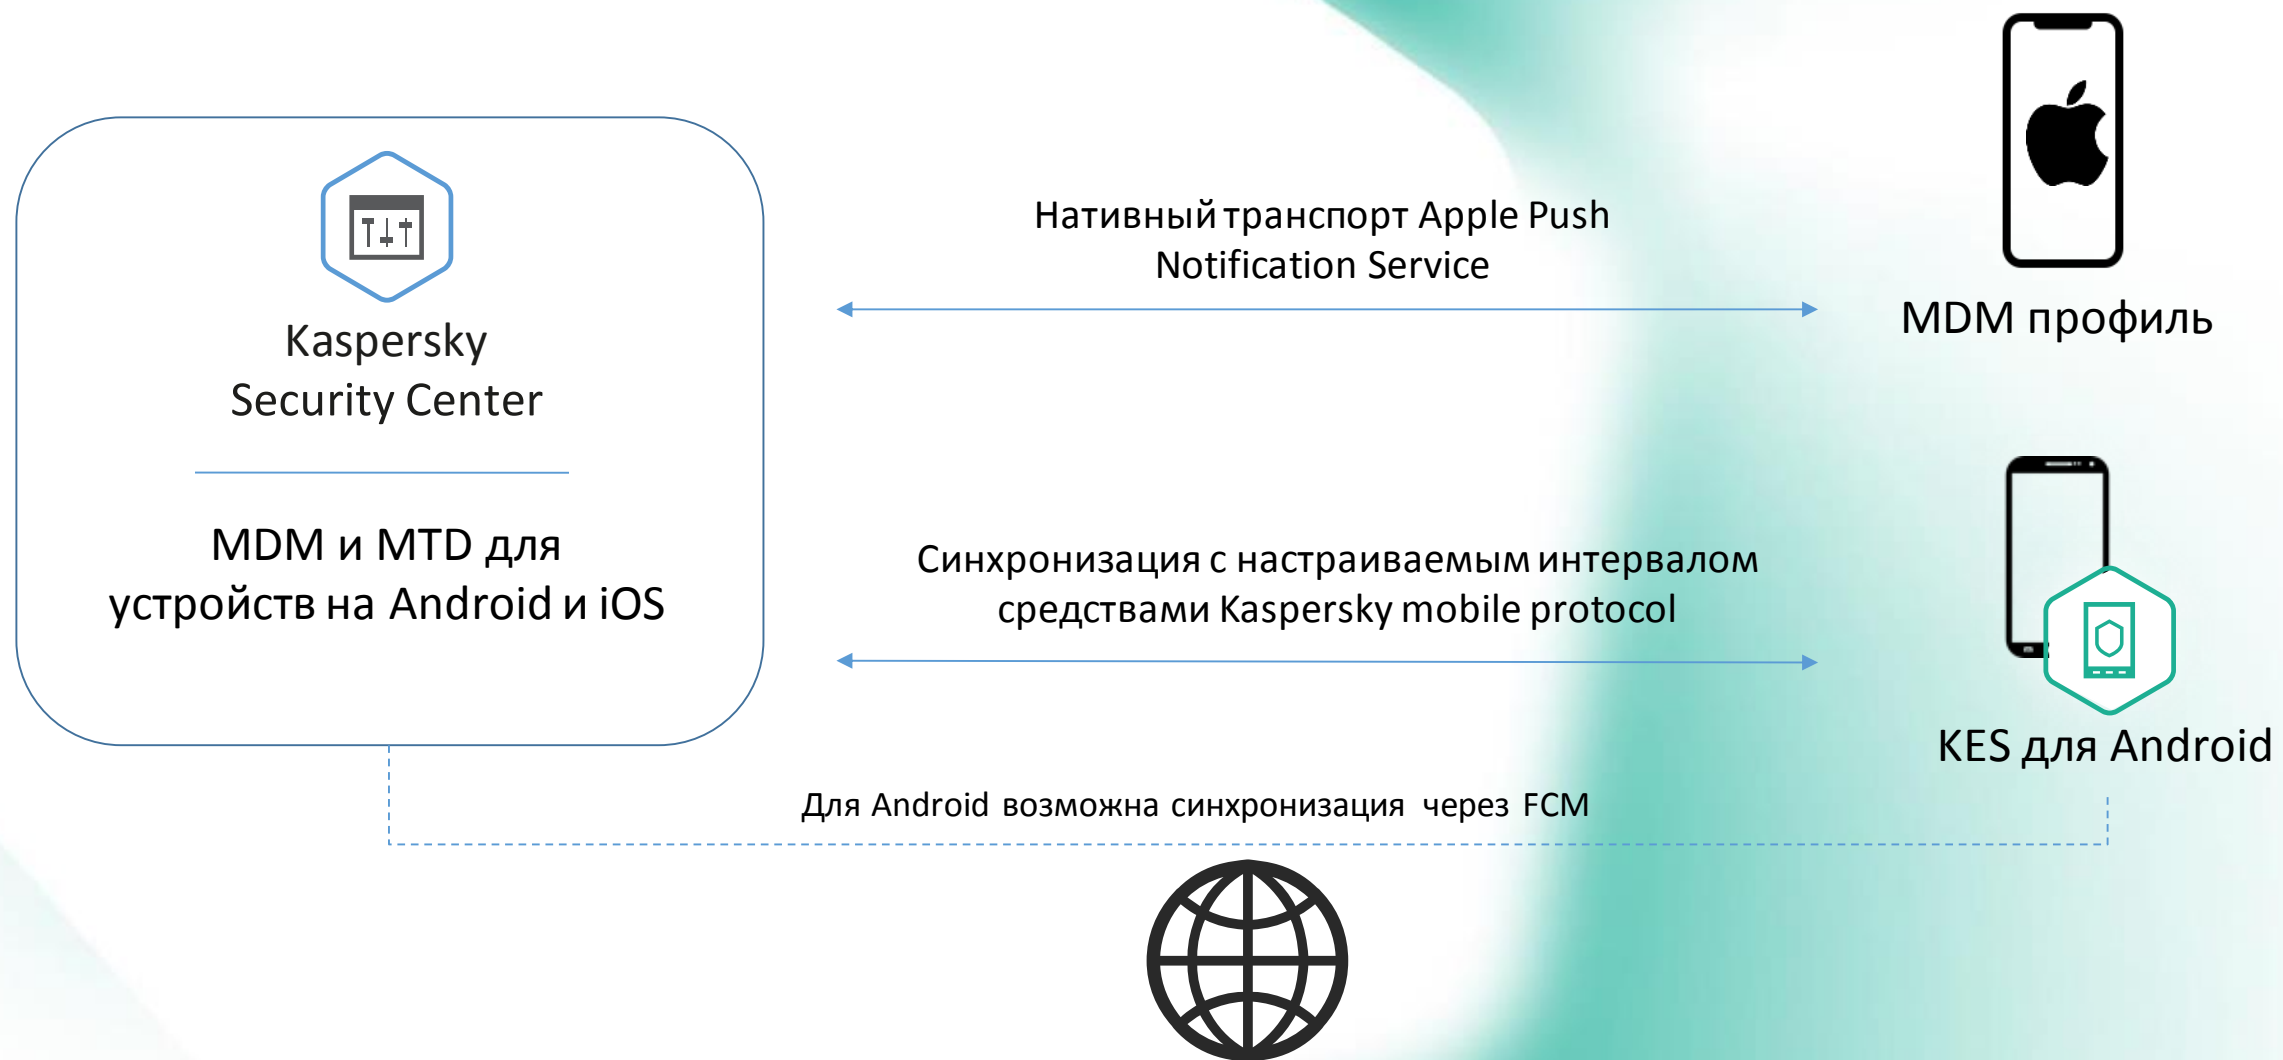 Kaspersky
Security Center
MDM и MTD для
устройств на Android и iOS
Нативный транспорт Apple Push
Notification Service
MDM профиль
Синхронизация с настраиваемым интервалом
средствами Kaspersky mobile protocol
KES для Android
Для Android возможна синхронизация через FCM